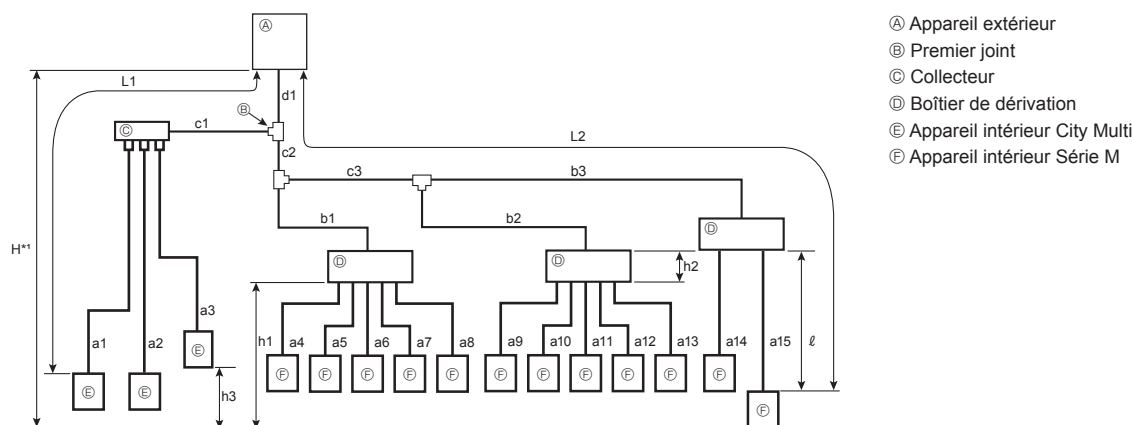 Ⓐ
Ⓐ Appareil extérieur
Ⓑ Premier joint
Ⓒ Collecteur
Ⓓ Boîtier de dérivation
Ⓔ Appareil intérieur City Multi
Ⓕ Appareil intérieur Série M
L1
d1
Ⓑ
Ⓒ
c1
L2
c2
c3
b3
b1
b2
Ⓓ
H*¹
Ⓓ
Ⓓ
h2
a3
a1
a2
h1
a4
a5
a6
a7
a8
a9
a10
a11
a12
a13
a14
a15
ℓ
Ⓔ
Ⓔ
Ⓔ
h3
Ⓕ
Ⓕ
Ⓕ
Ⓕ
Ⓕ
Ⓕ
Ⓕ
Ⓕ
Ⓕ
Ⓕ
Ⓕ
Ⓕ